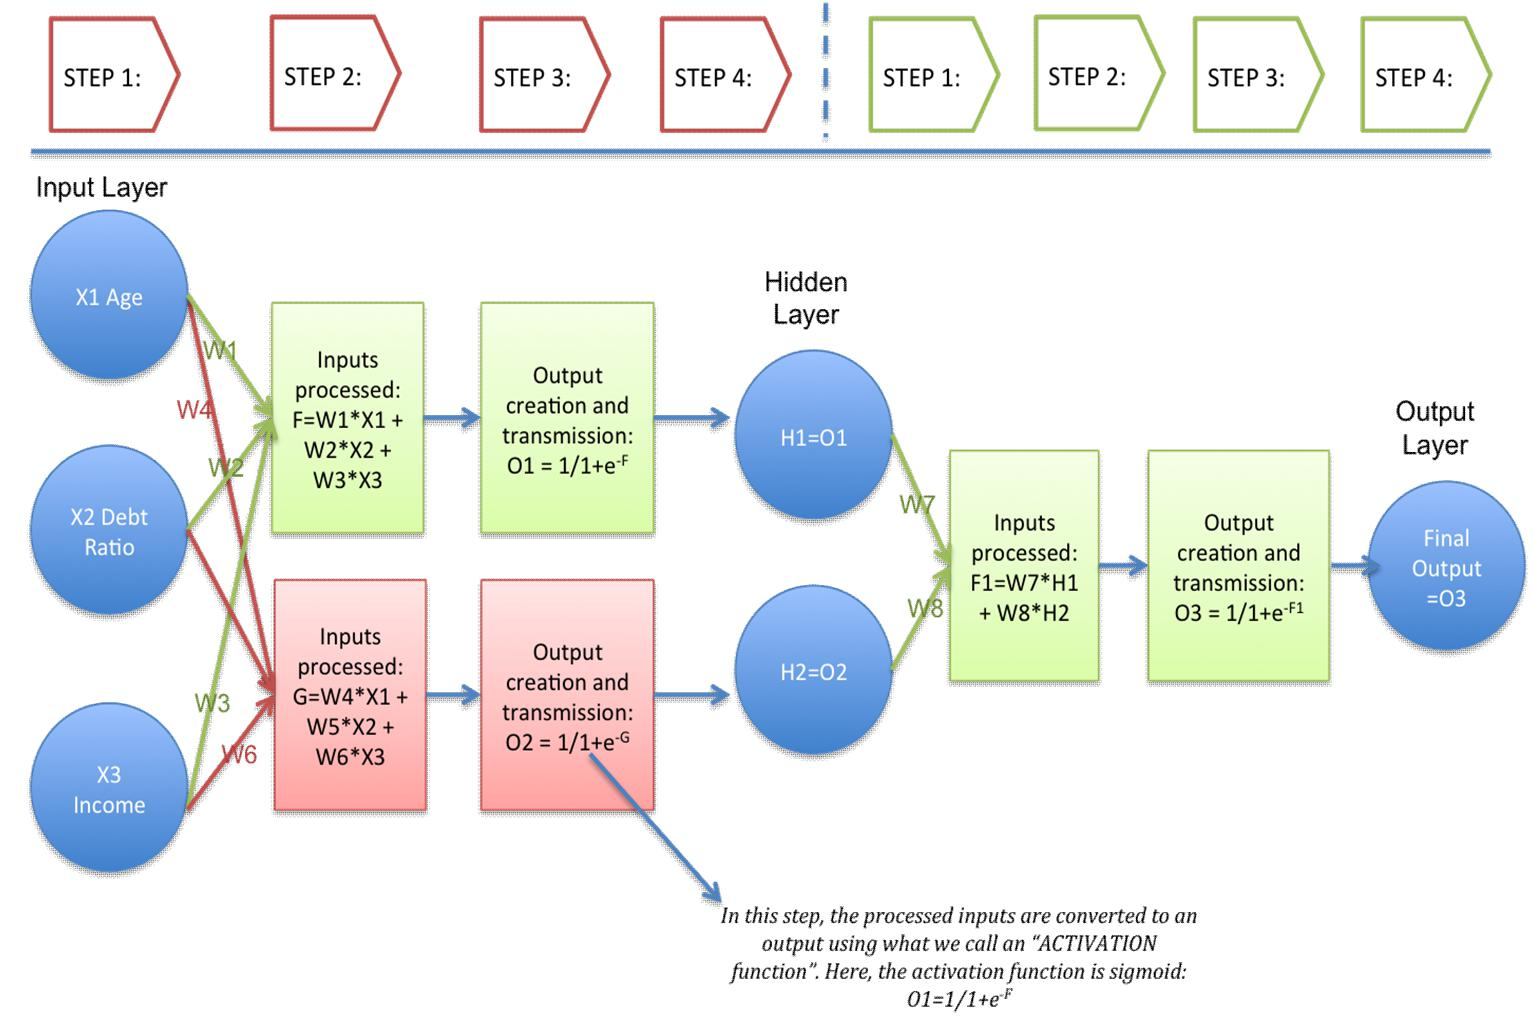 STEP 1:
STEP 2:
STEP 3:
STEP 4:
STEP 1:
STEP 2:
STEP 3:
STEP 4:
Input Layer
X1 Age
X2 Debt
Ratio
X3
Income
W1
W4
W2
W3
W6
Inputs
processed:
F=W1*X1 +
W2*X2 +
W3*X3
Output
creation and
transmission:
O1 = 1/1+e-F
Inputs
processed:
G=W4*X1 +
W5*X2 +
W6*X3
Output
creation and
transmission:
O2 = 1/1+e-G
Hidden
Layer
H1=O1
H2=O2
W7
W8
Inputs
processed:
F1=W7*H1
+ W8*H2
Output
creation and
transmission:
O3 = 1/1+e-F1
Output
Layer
Final
Output
=O3
In this step, the processed inputs are converted to an
output using what we call an “ACTIVATION
function”. Here, the activation function is sigmoid:
O1=1/1+e-F